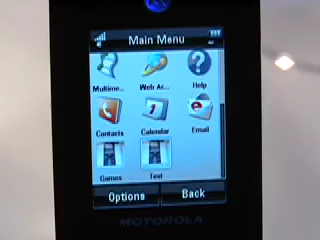 Main Menu
Multime... Web Ac... Help
Contacts Calendar Email
Games Test
Options Back
MOTOROLA